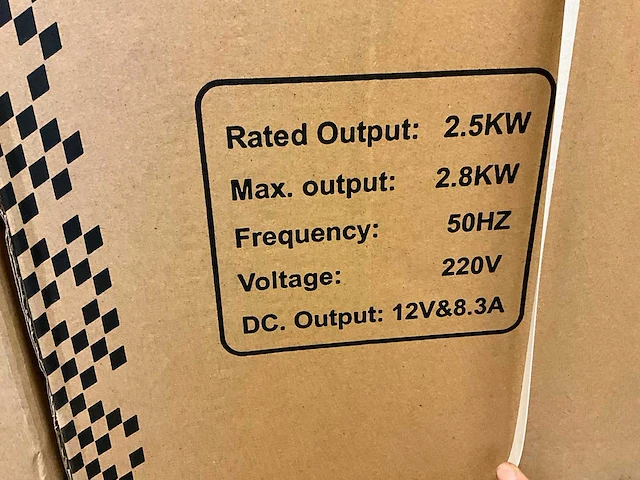 Rated Output: 2.5KW
Max. output: 2.8KW
Frequency: 50HZ
Voltage: 220V
DC. Output: 12V&8.3A